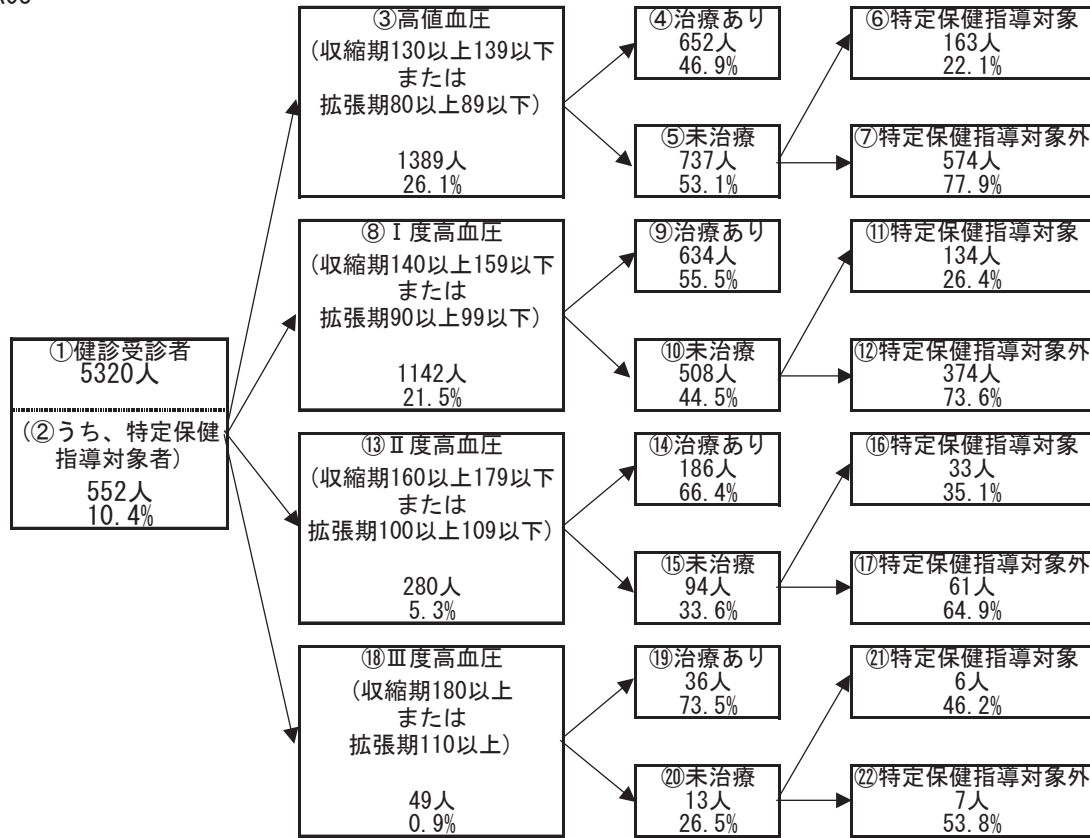 ③高値血圧
(収縮期130以上139以下
または
拡張期80以上89以下)
1389人
26.1%
④治療あり
652人
46.9%
⑤未治療
737人
53.1%
⑥特定保健指導対象
163人
22.1%
⑦特定保健指導対象外
574人
77.9%
①健診受診者
5320人
(②うち、特定保健
指導対象者)
552人
10.4%
⑧Ⅰ度高血圧
(収縮期140以上159以下
または
拡張期90以上99以下)
1142人
21.5%
⑨治療あり
634人
55.5%
⑩未治療
508人
44.5%
⑪特定保健指導対象
134人
26.4%
⑫特定保健指導対象外
374人
73.6%
⑬Ⅱ度高血圧
(収縮期160以上179以下
または
拡張期100以上109以下)
280人
5.3%
⑭治療あり
186人
66.4%
⑮未治療
94人
33.6%
⑯特定保健指導対象
33人
35.1%
⑰特定保健指導対象外
61人
64.9%
⑱Ⅲ度高血圧
(収縮期180以上
または
拡張期110以上)
49人
0.9%
⑲治療あり
36人
73.5%
⑳未治療
13人
26.5%
㉑特定保健指導対象
6人
46.2%
㉒特定保健指導対象外
7人
53.8%